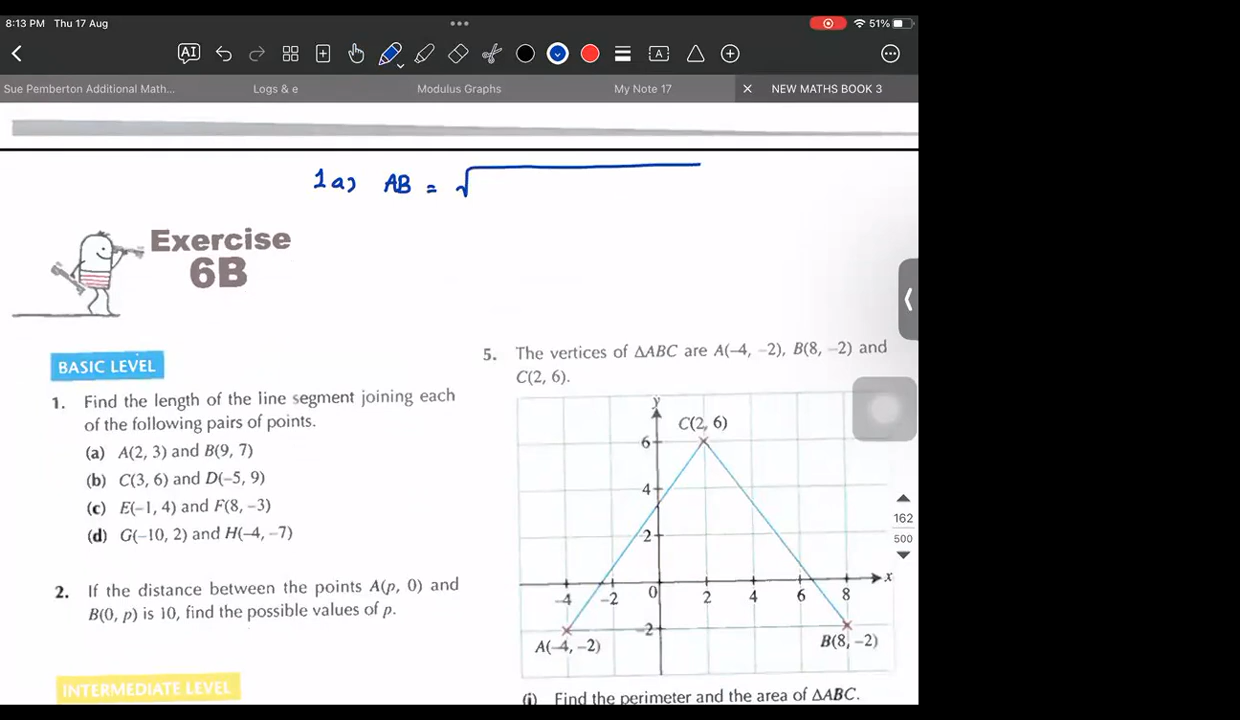 8:13 PM Thu 17 Aug
51%
AI
A
Sue Pemberton Additional Math...
Logs & e
Modulus Graphs
My Note 17
NEW MATHS BOOK 3
1a) AB = √
Exercise
6B
BASIC LEVEL
1. Find the length of the line segment joining each
of the following pairs of points.
(a) A(2, 3) and B(9, 7)
(b) C(3, 6) and D(−5, 9)
(c) E(−1, 4) and F(8, −3)
(d) G(−10, 2) and H(−4, −7)
2. If the distance between the points A(p, 0) and
B(0, p) is 10, find the possible values of p.
INTERMEDIATE LEVEL
5. The vertices of ΔABC are A(−4, −2), B(8, −2) and
C(2, 6).
y
C(2, 6)
6
4
2
x
−4 −2 0 2 4 6 8
−2
A(−4, −2)
B(8, −2)
(i) Find the perimeter and the area of ΔABC.
162
500